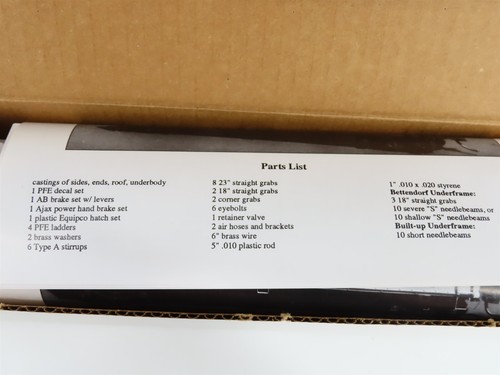 Parts List
castings of sides, ends, roof, underbody
1 PFE decal set
1 AB brake set w/ levers
1 Ajax power hand brake set
1 plastic Equipco hatch set
4 PFE ladders
2 brass washers
6 Type A stirrups
8 23" straight grabs
2 18" straight grabs
2 corner grabs
6 eyebolts
1 retainer valve
2 air hoses and brackets
6" brass wire
5" .010 plastic rod
1" .010 x .020 styrene
Bettendorf Underframe:
3 18" straight grabs
10 severe "S" needlebeams, or
10 shallow "S" needlebeams
Built-up Underframe:
10 short needlebeams